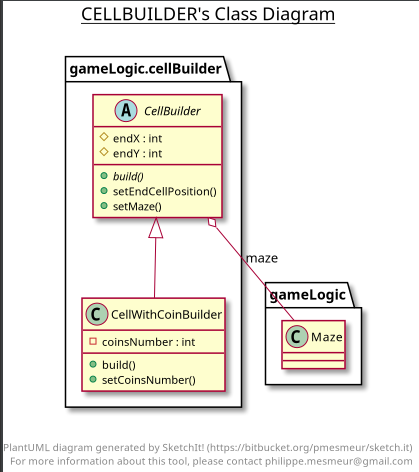 CELLBUILDER's Class Diagram
gameLogic.cellBuilder
A CellBuilder
endX : int
endY : int
build()
setEndCellPosition()
setMaze()
maze
gameLogic
C CellWithCoinBuilder
coinsNumber : int
build()
setCoinsNumber()
C Maze
PlantUML diagram generated by SketchIt! (https://bitbucket.org/pmesmeur/sketch.it)
For more information about this tool, please contact philippe.mesmeur@gmail.com